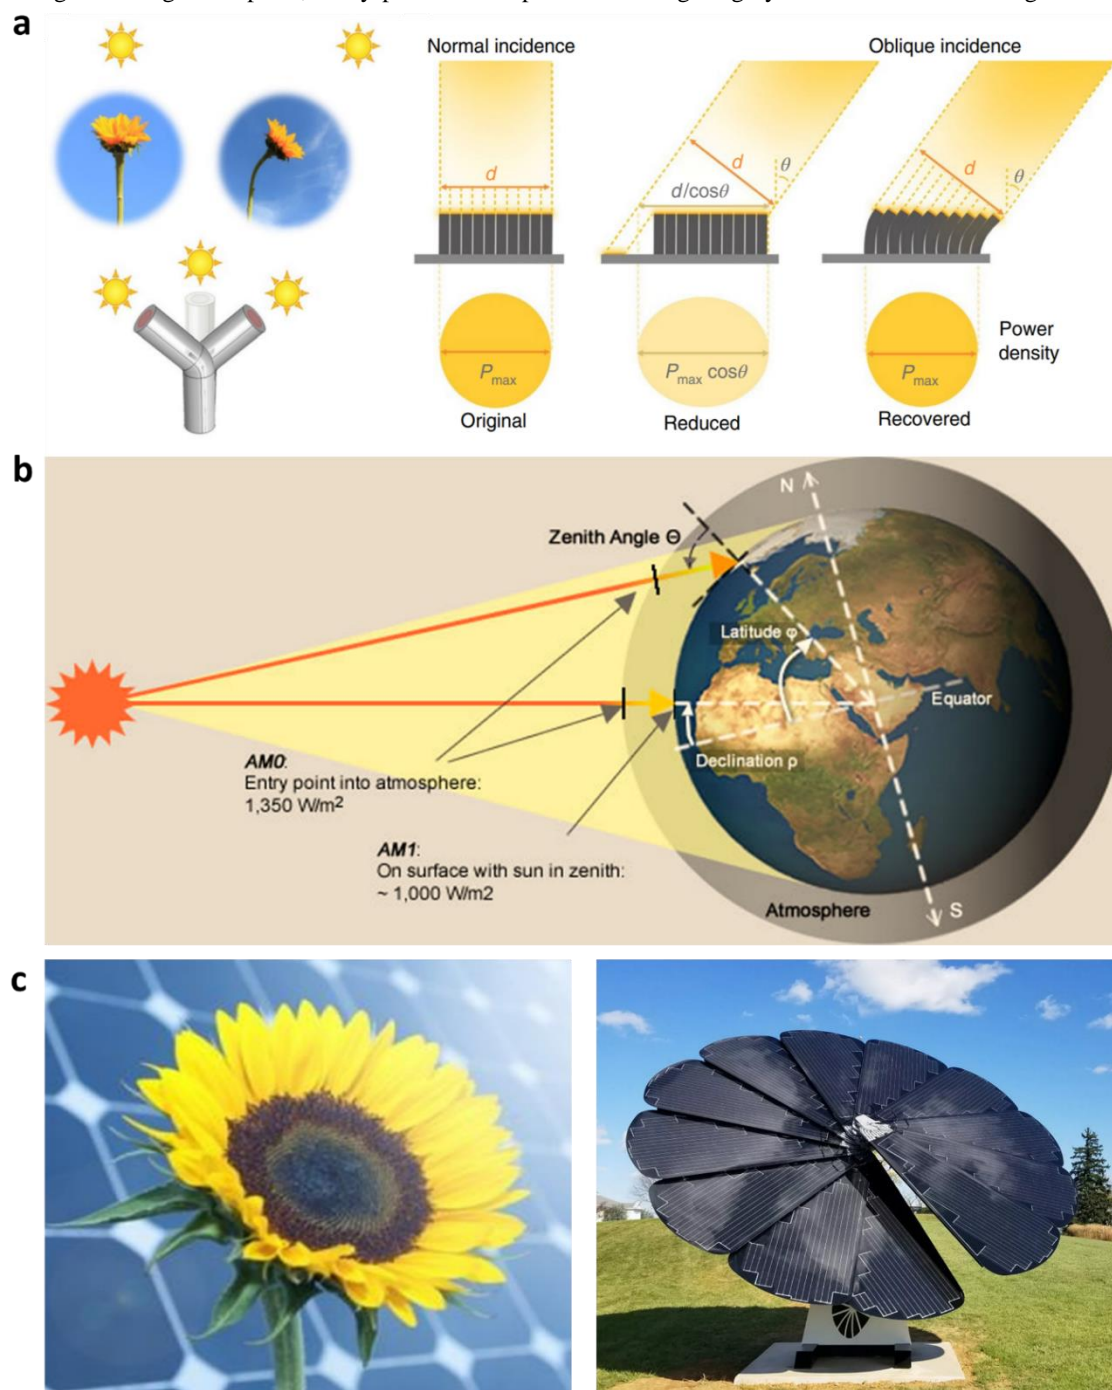 a
Normal incidence
Oblique incidence
d
d
d/cosθ
θ
d
θ
Pmax
Pmax cosθ
Pmax
Power
density
Original
Reduced
Recovered
b
N
Zenith Angle Θ
Latitude φ
Equator
Declination ρ
AM0:
Entry point into atmosphere:
1,350 W/m²
AM1:
On surface with sun in zenith:
~ 1,000 W/m2
Atmosphere
S
c